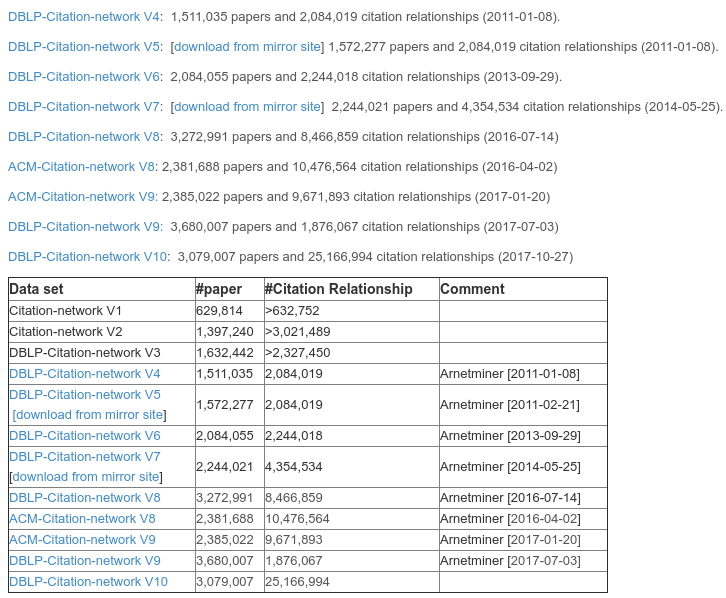 DBLP-Citation-network V4: 1,511,035 papers and 2,084,019 citation relationships (2011-01-08).
DBLP-Citation-network V5: [download from mirror site] 1,572,277 papers and 2,084,019 citation relationships (2011-01-08).
DBLP-Citation-network V6: 2,084,055 papers and 2,244,018 citation relationships (2013-09-29).
DBLP-Citation-network V7: [download from mirror site] 2,244,021 papers and 4,354,534 citation relationships (2014-05-25).
DBLP-Citation-network V8: 3,272,991 papers and 8,466,859 citation relationships (2016-07-14)
ACM-Citation-network V8: 2,381,688 papers and 10,476,564 citation relationships (2016-04-02)
ACM-Citation-network V9: 2,385,022 papers and 9,671,893 citation relationships (2017-01-20)
DBLP-Citation-network V9: 3,680,007 papers and 1,876,067 citation relationships (2017-07-03)
DBLP-Citation-network V10: 3,079,007 papers and 25,166,994 citation relationships (2017-10-27)
Data set #paper #Citation Relationship Comment
Citation-network V1 629,814 >632,752
Citation-network V2 1,397,240 >3,021,489
DBLP-Citation-network V3 1,632,442 >2,327,450
DBLP-Citation-network V4 1,511,035 2,084,019 Arnetminer [2011-01-08]
DBLP-Citation-network V5
[download from mirror site] 1,572,277 2,084,019 Arnetminer [2011-02-21]
DBLP-Citation-network V6 2,084,055 2,244,018 Arnetminer [2013-09-29]
DBLP-Citation-network V7
[download from mirror site] 2,244,021 4,354,534 Arnetminer [2014-05-25]
DBLP-Citation-network V8 3,272,991 8,466,859 Arnetminer [2016-07-14]
ACM-Citation-network V8 2,381,688 10,476,564 Arnetminer [2016-04-02]
ACM-Citation-network V9 2,385,022 9,671,893 Arnetminer [2017-01-20]
DBLP-Citation-network V9 3,680,007 1,876,067 Arnetminer [2017-07-03]
DBLP-Citation-network V10 3,079,007 25,166,994